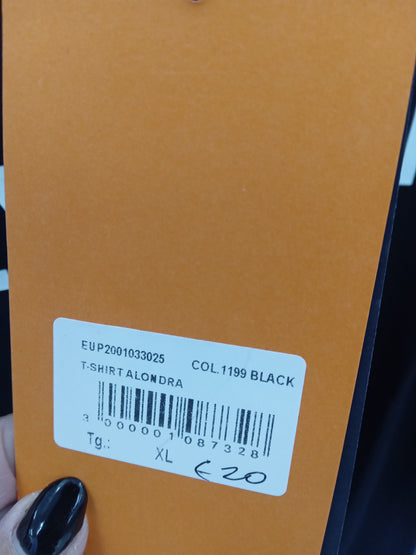 EUP2001033025 COL.1199 BLACK
T-SHIRT ALONDRA
3 000001 087328
Tg.: XL €20